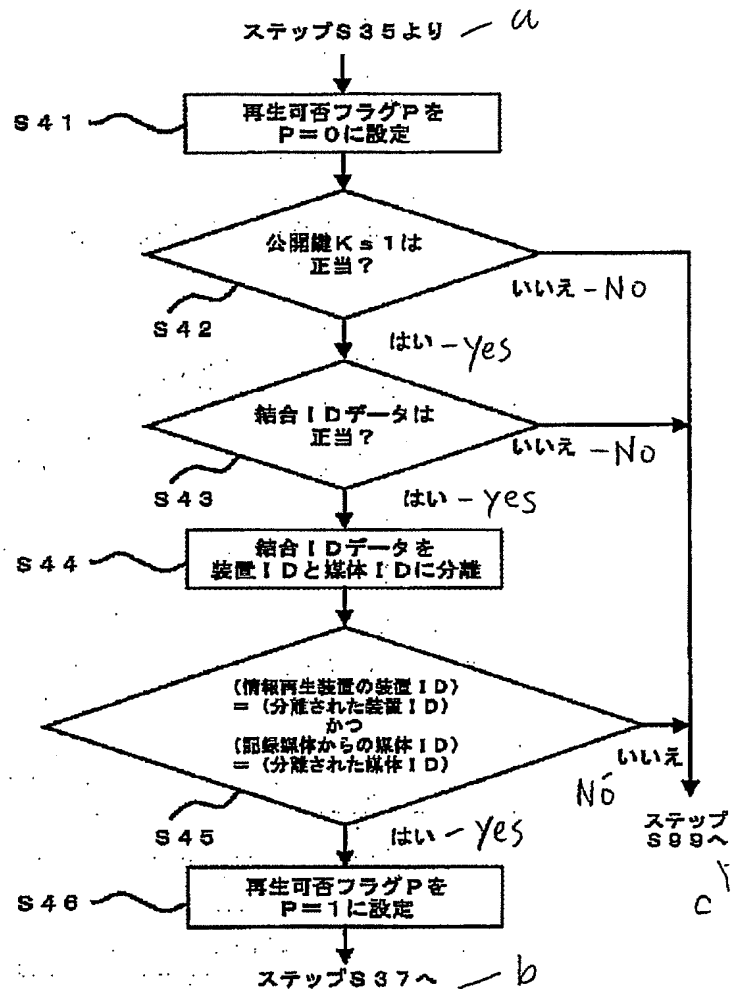 ステップS35より a
S41
再生可否フラグPを
P=0に設定
公開鍵Ks1は
正当?
いいえ -No
S42
はい -yes
結合IDデータは
正当?
いいえ -No
S43
はい -yes
S44
結合IDデータを
装置IDと媒体IDに分離
(情報再生装置の装置ID)
=(分離された装置ID)
かつ
(記録媒体からの媒体ID)
=(分離された媒体ID)
いいえ
No
S45
はい -yes
ステップ
S99へ
c
S46
再生可否フラグPを
P=1に設定
ステップS37へ b